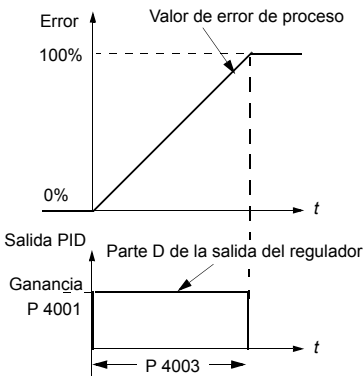 Error
Valor de error de proceso
100%
0%
t
Salida PID
Parte D de la salida del regulador
Ganancia
P 4001
t
P 4003